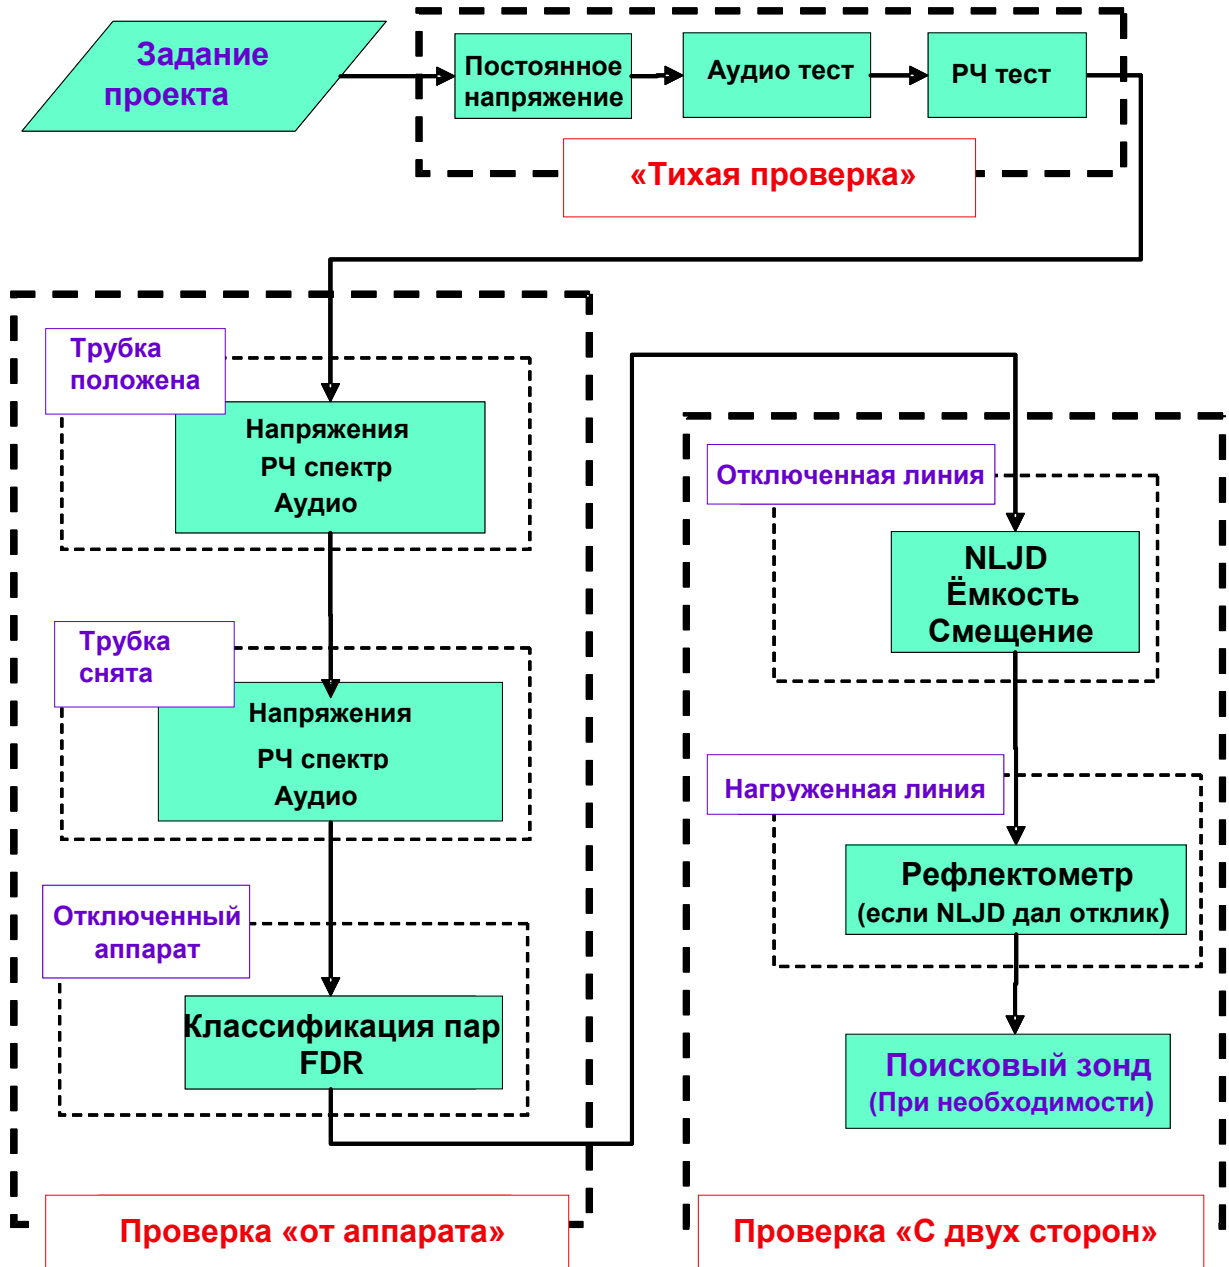 Задание
проекта
Постоянное
напряжение
Аудио тест
РЧ тест
«Тихая проверка»
Трубка
положена
Напряжения
РЧ спектр
Аудио
Трубка
снята
Напряжения
РЧ спектр
Аудио
Отключенный
аппарат
Классификация пар
FDR
Проверка «от аппарата»
Отключенная линия
NLJD
Ёмкость
Смещение
Нагруженная линия
Рефлектометр
(если NLJD дал отклик)
Поисковый зонд
(При необходимости)
Проверка «С двух сторон»